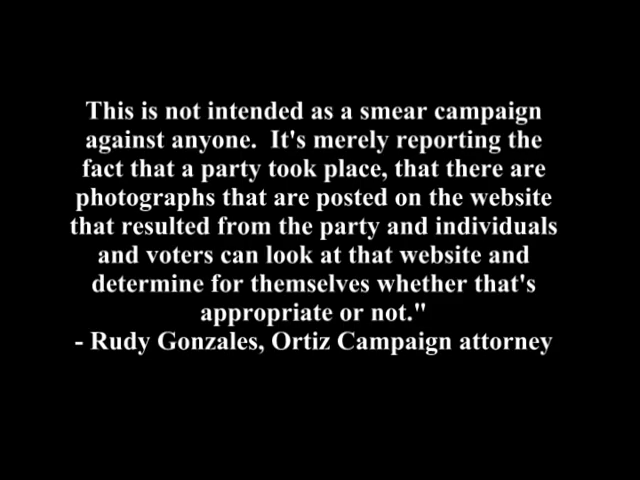 This is not intended as a smear campaign
against anyone.  It's merely reporting the
fact that a party took place, that there are
photographs that are posted on the website
that resulted from the party and individuals
and voters can look at that website and
determine for themselves whether that's
appropriate or not."
- Rudy Gonzales, Ortiz Campaign attorney